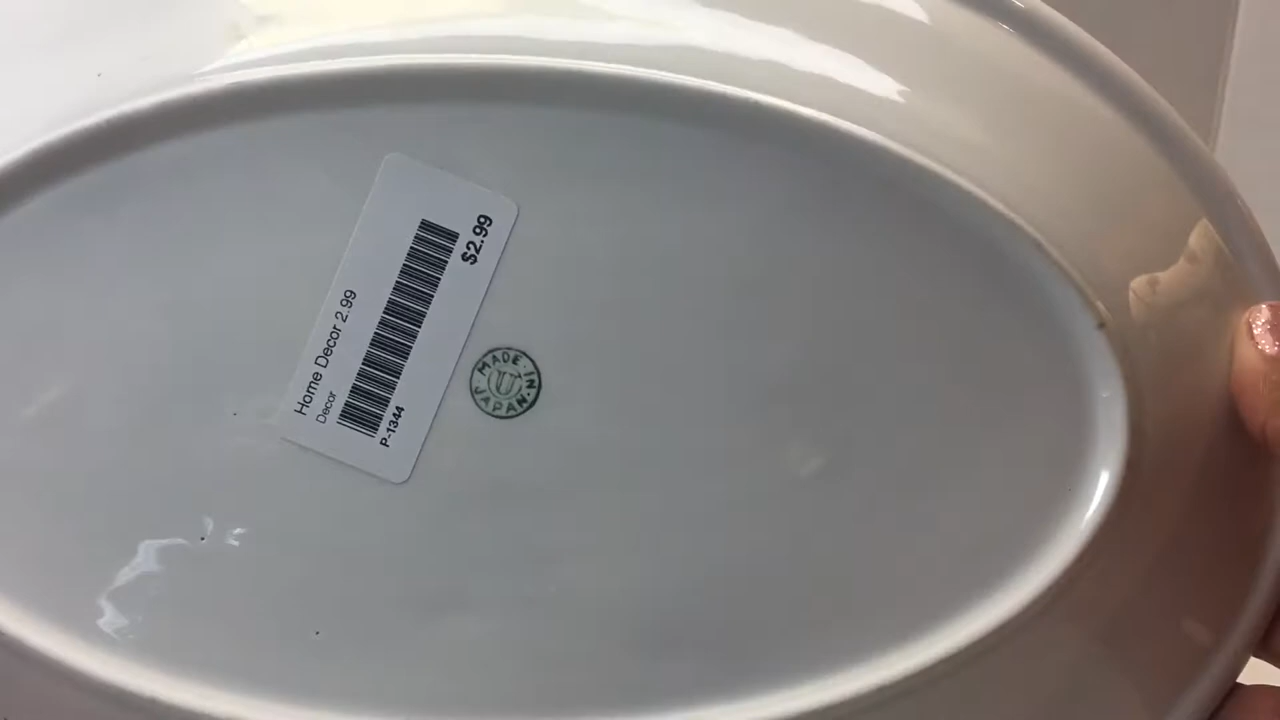 Home Decor 2.99
Decor
P-1344
$2.99
MADE IN
JAPAN
U